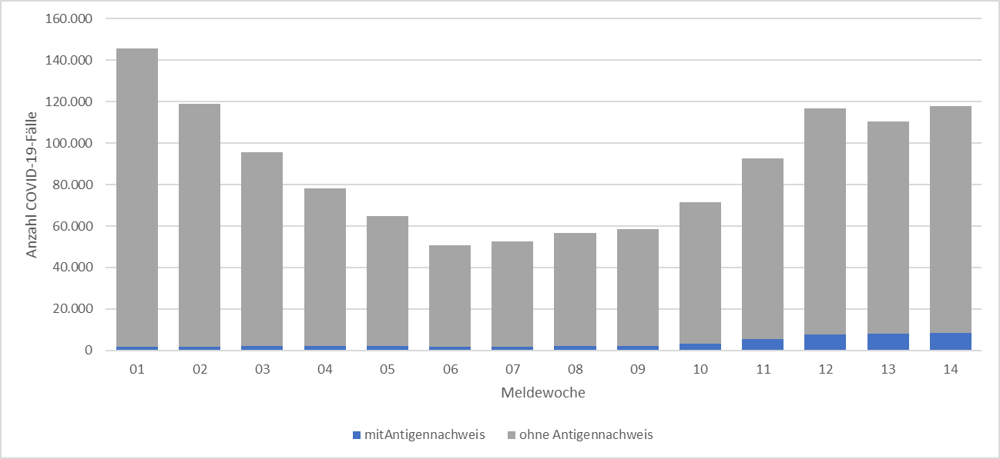 160.000
140.000
120.000
100.000
80.000
60.000
40.000
20.000
0
Anzahl COVID-19-Fälle
01 02 03 04 05 06 07 08 09 10 11 12 13 14
Meldewoche
mitAntigennachweis ohne Antigennachweis